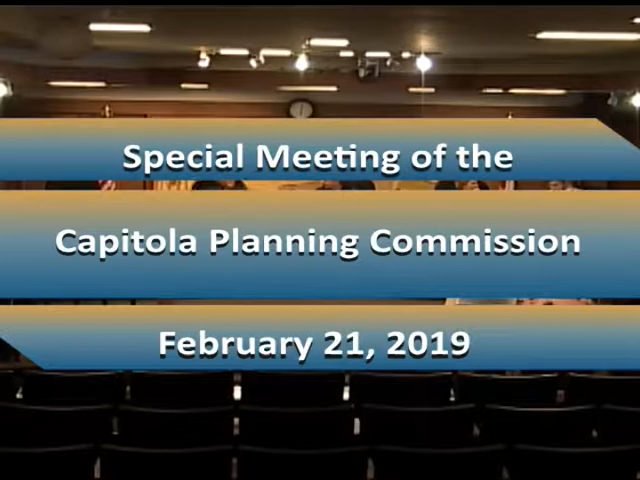 Special Meeting of the
Capitola Planning Commission
February 21, 2019